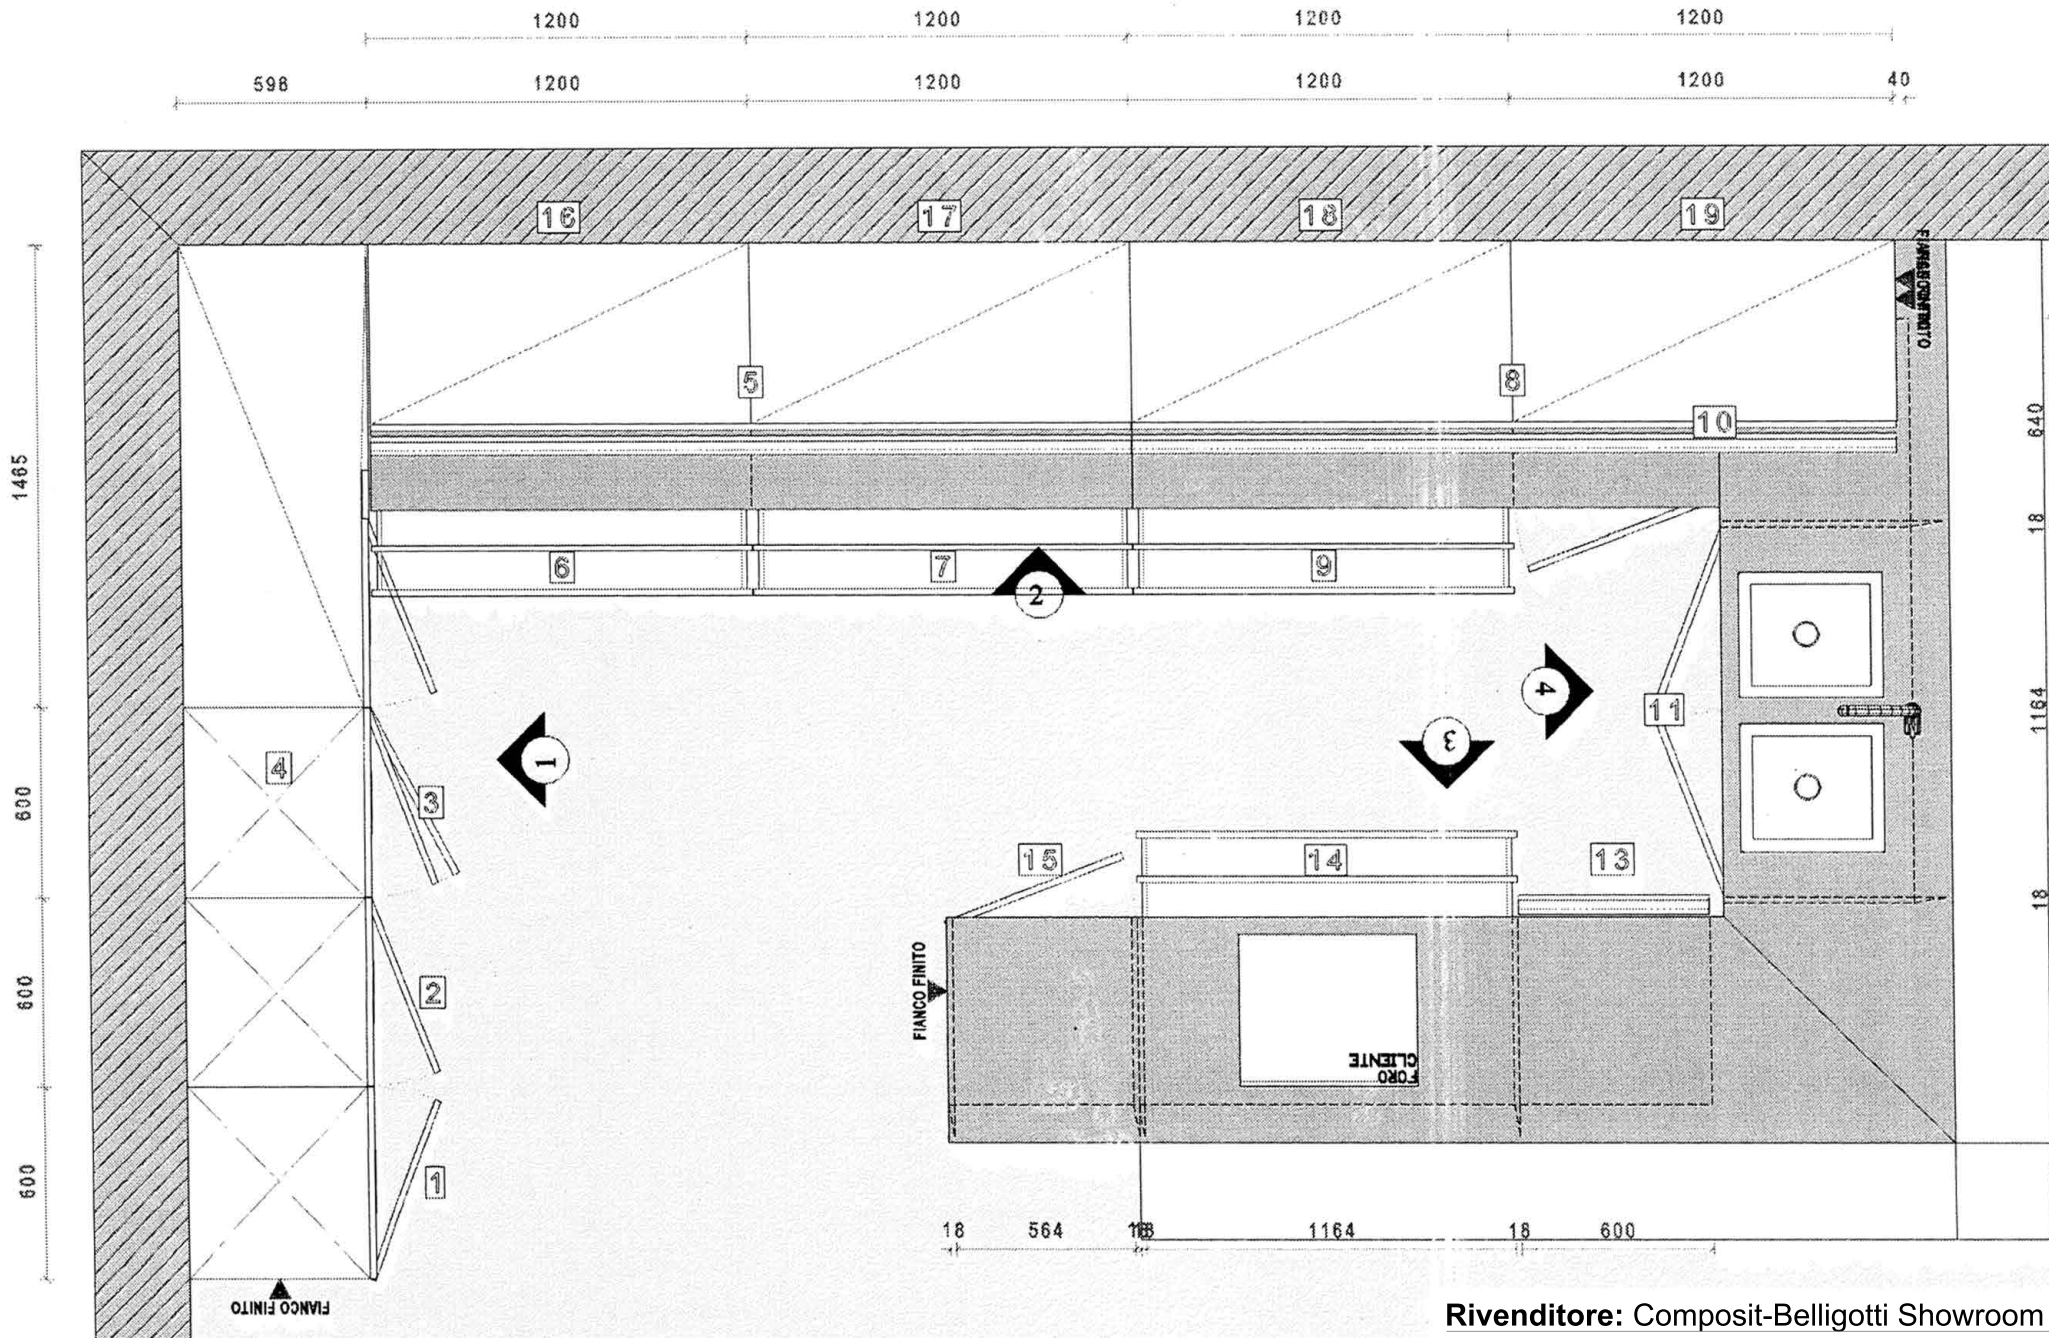 1200 1200 1200 1200
598 1200 1200 1200 1200 40
16 17 18 19
5 8
10
1465
640
18
6 7 9
2
4
11
1164
3
1
4
3
600
15 14 13
18
2
600
FIANCO FINITO
FORO
CLIENTE
1
600
18 564 18 1164 18 600
FIANCO FINITO
Rivenditore: Composit-Belligotti Showroom